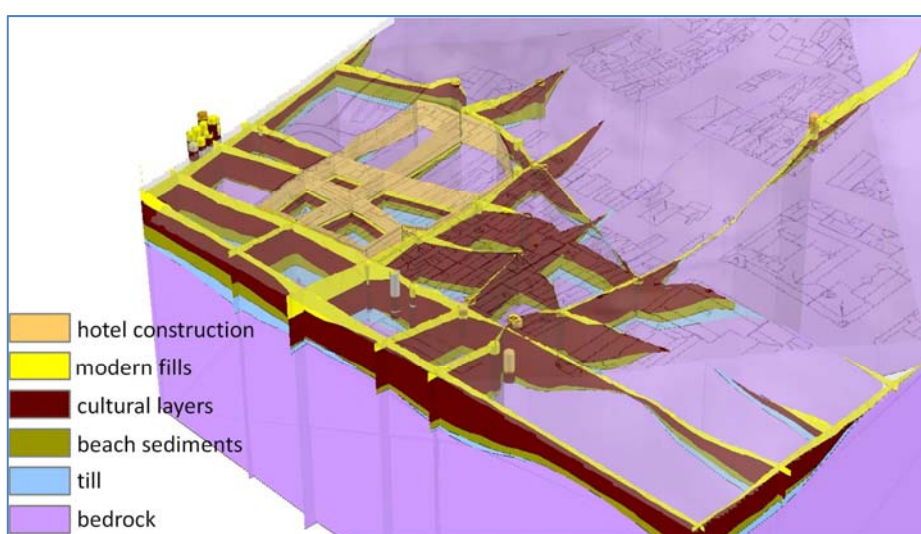 hotel construction
modern fills
cultural layers
beach sediments
till
bedrock